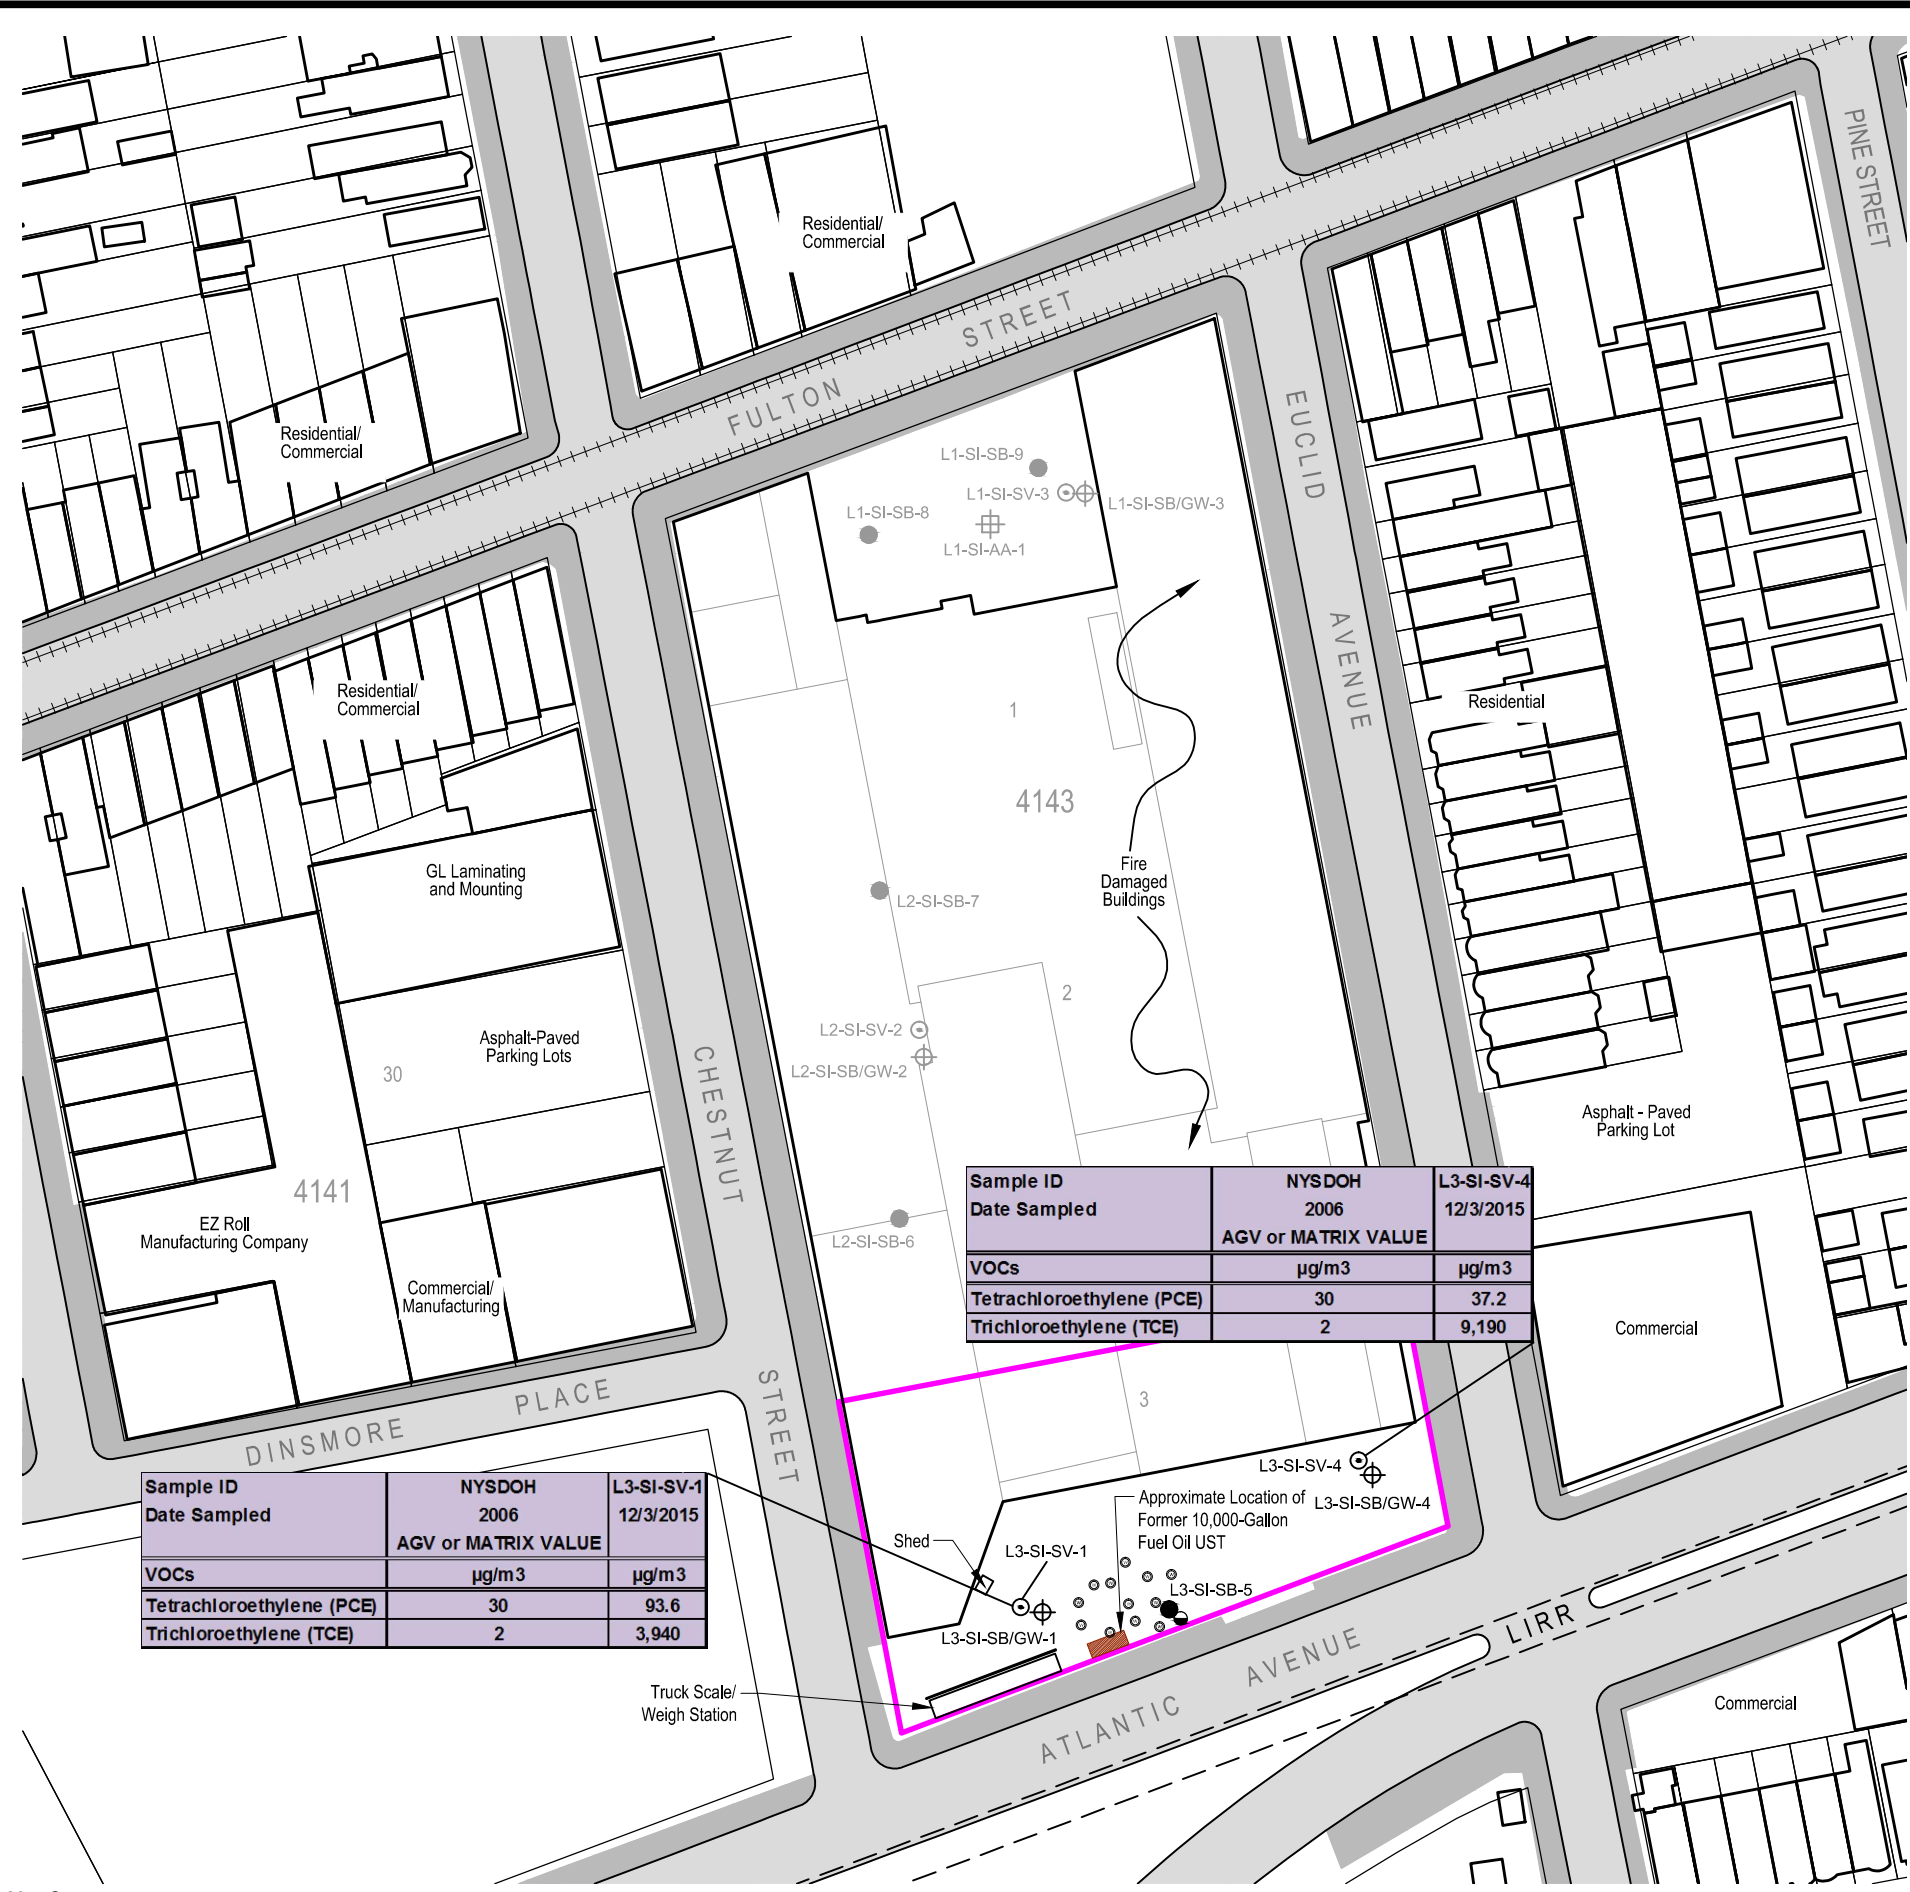 PINE STREET
Residential/
Commercial
FULTON STREET
EUCLID AVENUE
Residential/
Commercial
L1-SI-SB-9
L1-SI-SV-3
L1-SI-SB/GW-3
L1-SI-SB-8
L1-SI-AA-1
Residential/
Commercial
Residential
1
4143
GL Laminating
and Mounting
Fire
Damaged
Buildings
L2-SI-SB-7
2
L2-SI-SV-2
L2-SI-SB/GW-2
Asphalt-Paved
Parking Lots
30
CHESTNUT STREET
Asphalt - Paved
Parking Lot
4141
EZ Roll
Manufacturing Company
L2-SI-SB-6
Commercial/
Manufacturing
Sample ID NYSDOH L3-SI-SV-4
Date Sampled 2006 12/3/2015
AGV or MATRIX VALUE
VOCs µg/m3 µg/m3
Tetrachloroethylene (PCE) 30 37.2
Trichloroethylene (TCE) 2 9,190
Commercial
3
DINSMORE PLACE
L3-SI-SV-4
L3-SI-SB/GW-4
Approximate Location of
Former 10,000-Gallon
Fuel Oil UST
Sample ID NYSDOH L3-SI-SV-1
Date Sampled 2006 12/3/2015
AGV or MATRIX VALUE
VOCs µg/m3 µg/m3
Tetrachloroethylene (PCE) 30 93.6
Trichloroethylene (TCE) 2 3,940
Shed
L3-SI-SV-1
L3-SI-SB-5
L3-SI-SB/GW-1
LIRR
Truck Scale/
Weigh Station
ATLANTIC AVENUE
Commercial